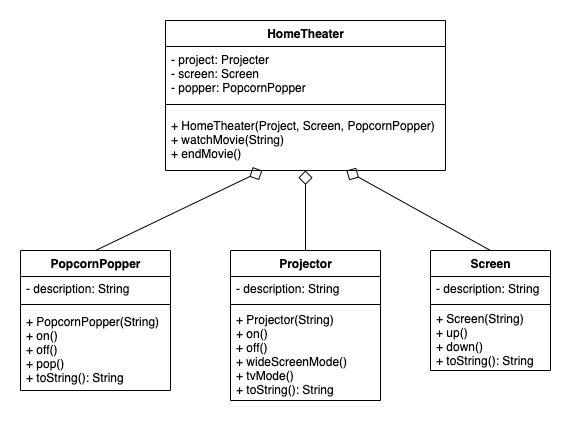 HomeTheater
- project: Projecter
- screen: Screen
- popper: PopcornPopper
+ HomeTheater(Project, Screen, PopcornPopper)
+ watchMovie(String)
+ endMovie()
PopcornPopper
- description: String
+ PopcornPopper(String)
+ on()
+ off()
+ pop()
+ toString(): String
Projector
- description: String
+ Projector(String)
+ on()
+ off()
+ wideScreenMode()
+ tvMode()
+ toString(): String
Screen
- description: String
+ Screen(String)
+ up()
+ down()
+ toString(): String